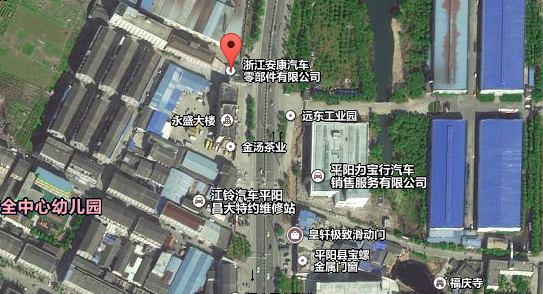 浙江安康汽车
零部件有限公司
永盛大楼
远东工业园
金汤茶业
平阳力宝行汽车
销售服务有限公司
江铃汽车平阳
昌大特约维修站
全中心幼儿园
皇轩极致滑动门
平阳县宝螺
金属门窗
福庆寺